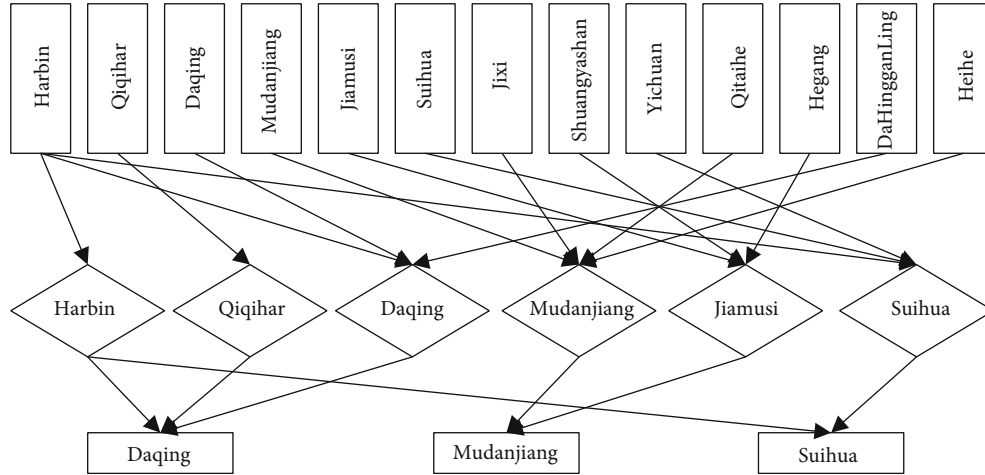 Harbin
Qiqihar
Daqing
Mudanjiang
Jiamusi
Suihua
Jixi
Shuangyashan
Yichuan
Qitaihe
Hegang
DaHingganLing
Heihe
Harbin
Qiqihar
Daqing
Mudanjiang
Jiamusi
Suihua
Daqing
Mudanjiang
Suihua